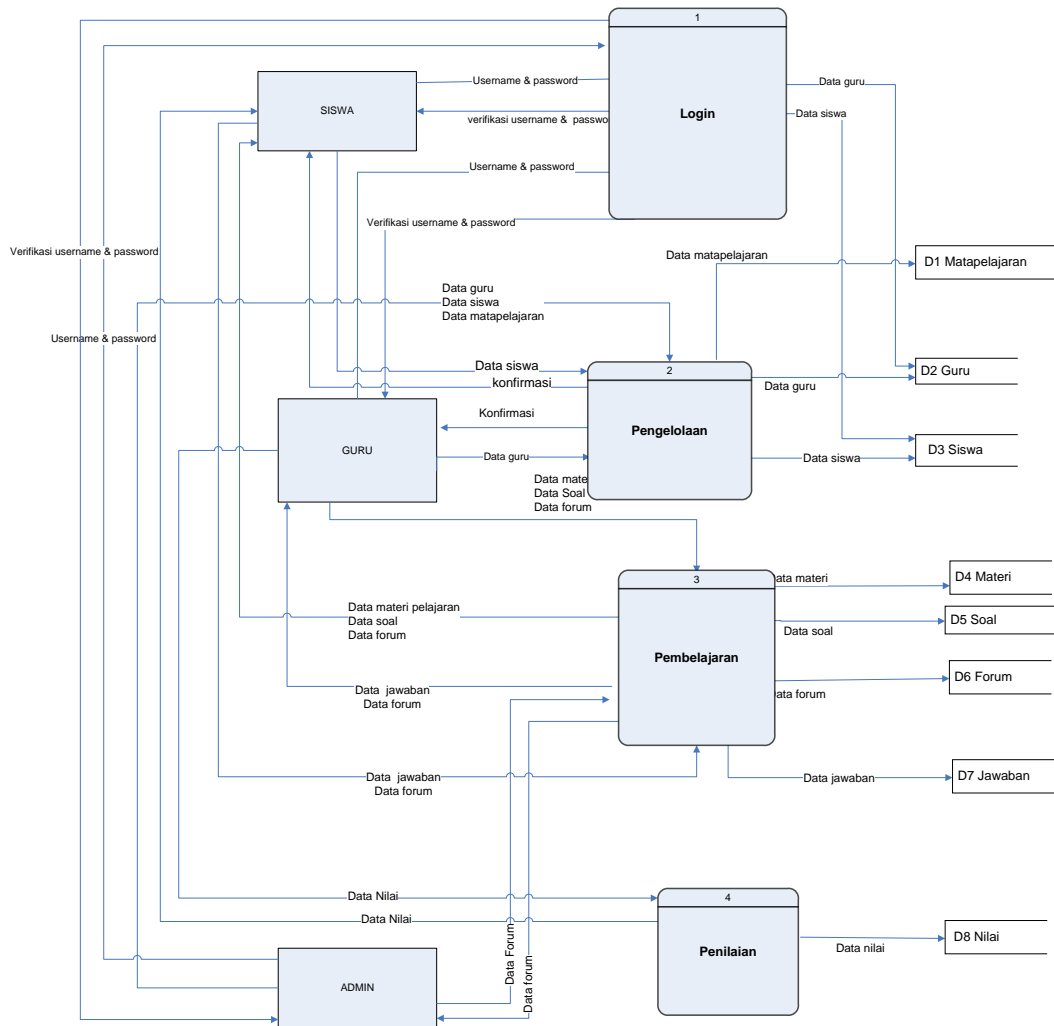 1
Login
Username & password
SISWA
verifikasi username & passwo
Username & password
Verifikasi username & password
Data guru
Data siswa
Verifikasi username & password
Username & password
Data matapelajaran
D1 Matapelajaran
Data guru
Data siswa
Data matapelajaran
Data siswa
konfirmasi
2
Pengelolaan
Data guru
D2 Guru
Konfirmasi
GURU
Data guru
Data siswa
D3 Siswa
Data mate
Data Soal
Data forum
3
Pembelajaran
ata materi
D4 Materi
Data materi pelajaran
Data soal
Data forum
Data soal
D5 Soal
Data jawaban
Data forum
Data forum
D6 Forum
Data jawaban
Data forum
Data jawaban
D7 Jawaban
Data Nilai
Data Nilai
4
Penilaian
Data nilai
D8 Nilai
Data Forum
Data forum
ADMIN